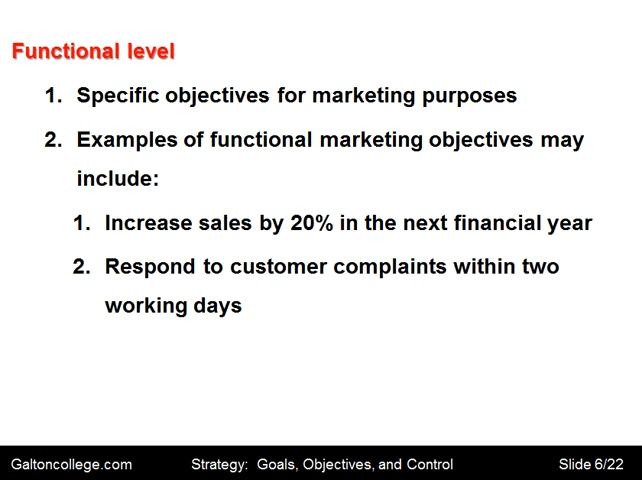 Functional level
1. Specific objectives for marketing purposes
2. Examples of functional marketing objectives may
include:
1. Increase sales by 20% in the next financial year
2. Respond to customer complaints within two
working days
Galtoncollege.com Strategy: Goals, Objectives, and Control Slide 6/22